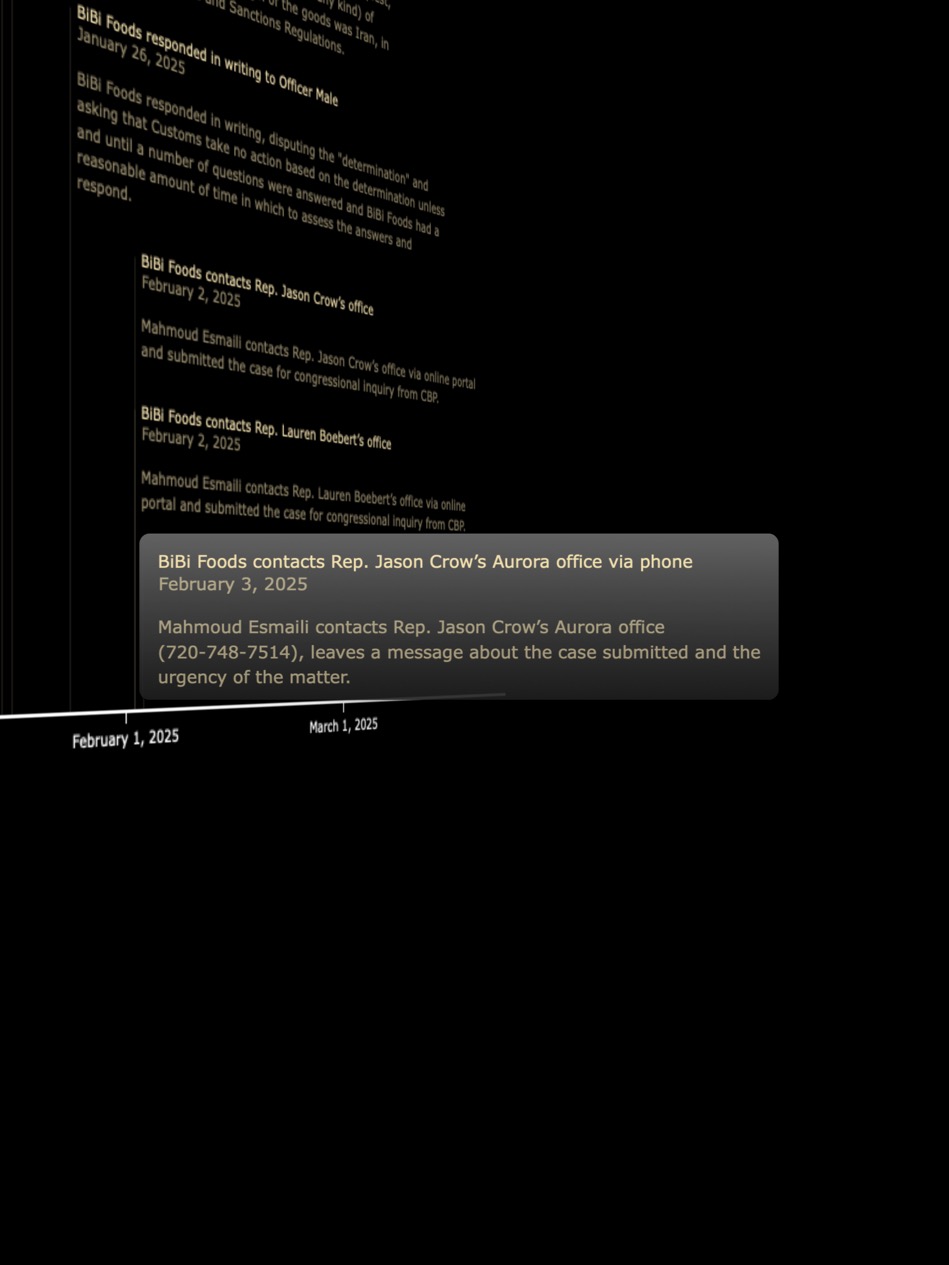 any kind) of
and Sanctions Regulations.
of the goods was Iran, in
BiBi Foods responded in writing to Officer Male
January 26, 2025
BiBi Foods responded in writing, disputing the "determination" and
asking that Customs take no action based on the determination unless
and until a number of questions were answered and BiBi Foods had a
reasonable amount of time in which to assess the answers and
respond.
BiBi Foods contacts Rep. Jason Crow’s office
February 2, 2025
Mahmoud Esmaili contacts Rep. Jason Crow’s office via online portal
and submitted the case for congressional inquiry from CBP.
BiBi Foods contacts Rep. Lauren Boebert’s office
February 2, 2025
Mahmoud Esmaili contacts Rep. Lauren Boebert’s office via online
portal and submitted the case for congressional inquiry from CBP.
BiBi Foods contacts Rep. Jason Crow’s Aurora office via phone
February 3, 2025
Mahmoud Esmaili contacts Rep. Jason Crow’s Aurora office
(720-748-7514), leaves a message about the case submitted and the
urgency of the matter.
February 1, 2025
March 1, 2025